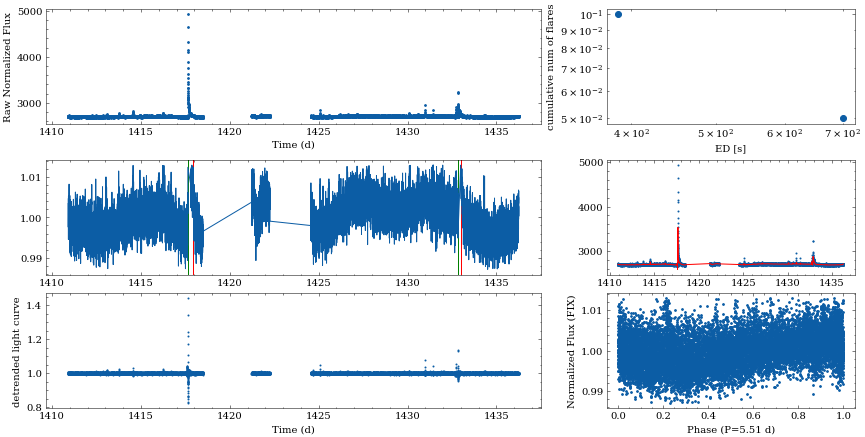 Raw Normalized Flux
5000
4000
3000
1410 1415 1420 1425 1430 1435
Time (d)
cumulative num of flares
10⁻¹
9 × 10⁻²
8 × 10⁻²
7 × 10⁻²
6 × 10⁻²
5 × 10⁻²
4 × 10² 5 × 10² 6 × 10² 7 × 10²
ED [s]
1.01
1.00
0.99
1410 1415 1420 1425 1430 1435
5000
4000
3000
1410 1415 1420 1425 1430 1435
detrended light curve
1.4
1.2
1.0
0.8
1410 1415 1420 1425 1430 1435
Time (d)
Normalized Flux (FIX)
1.01
1.00
0.99
0.0 0.2 0.4 0.6 0.8 1.0
Phase (P=5.51 d)